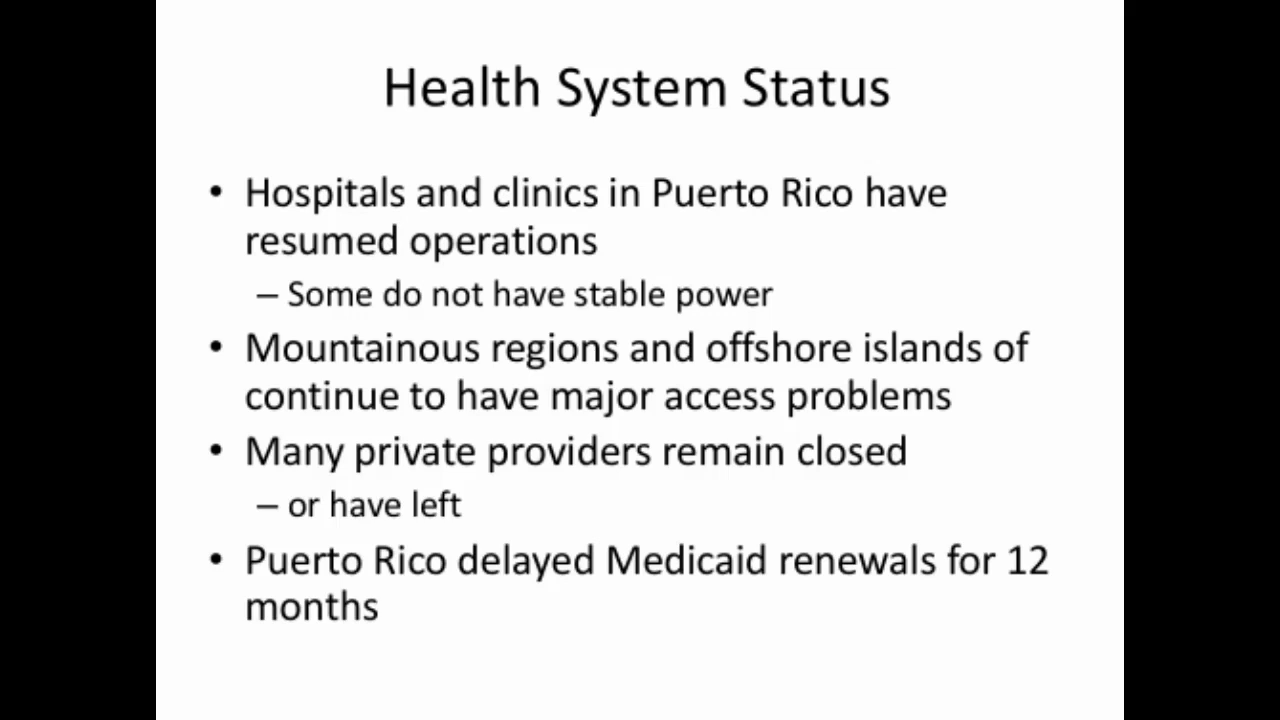 Health System Status
• Hospitals and clinics in Puerto Rico have
resumed operations
– Some do not have stable power
• Mountainous regions and offshore islands of
continue to have major access problems
• Many private providers remain closed
– or have left
• Puerto Rico delayed Medicaid renewals for 12
months